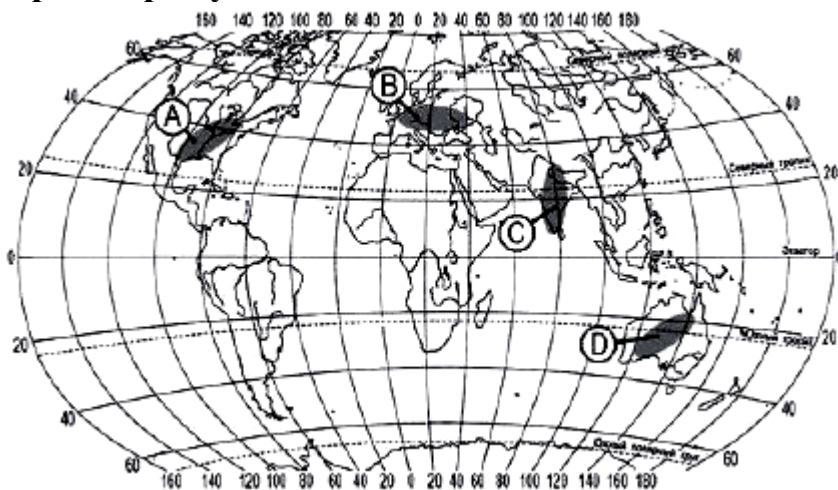 160 140 120 100 80 60 40 20 0 20 40 60 80 100 120 140 160 180
60 60
B
40 A 40
Северный тропик
20 20
C
0 Экватор 0
20 D Южный тропик 20
40 40
60 Южный полярный круг 60
160 140 120 100 80 60 40 20 0 20 40 60 80 100 120 140 160 180